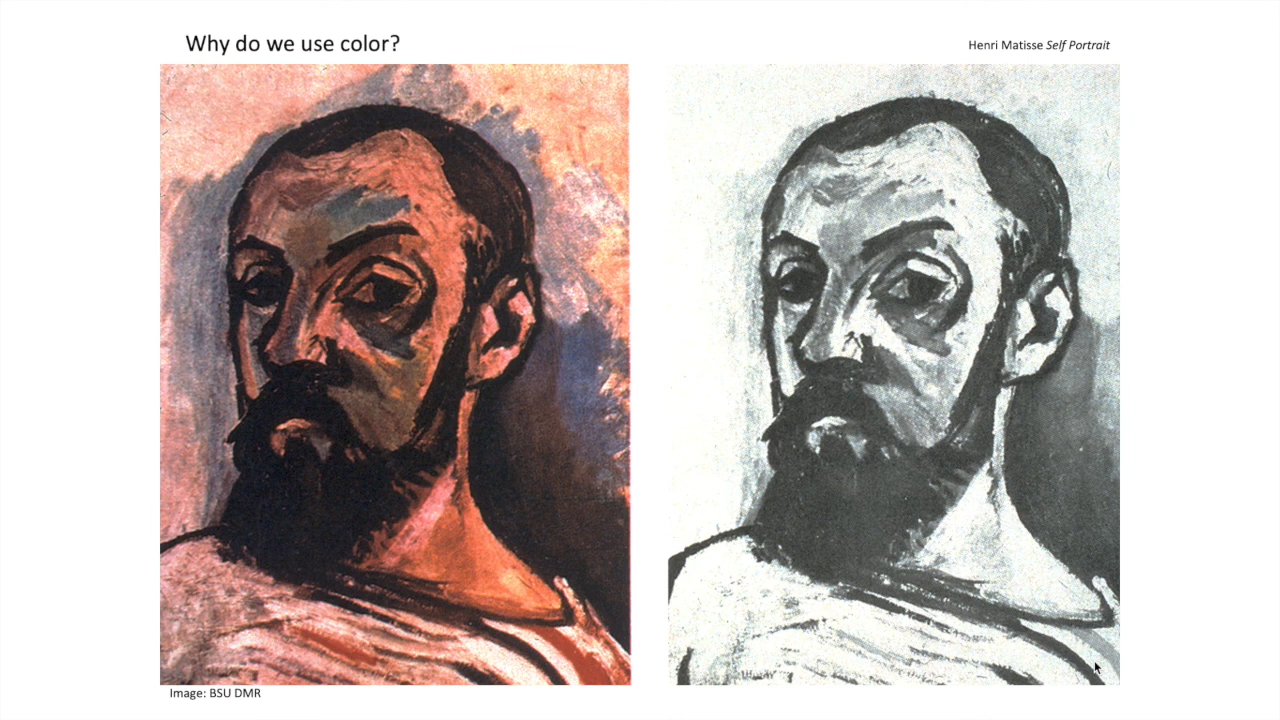 Why do we use color?
Henri Matisse Self Portrait
Image: BSU DMR